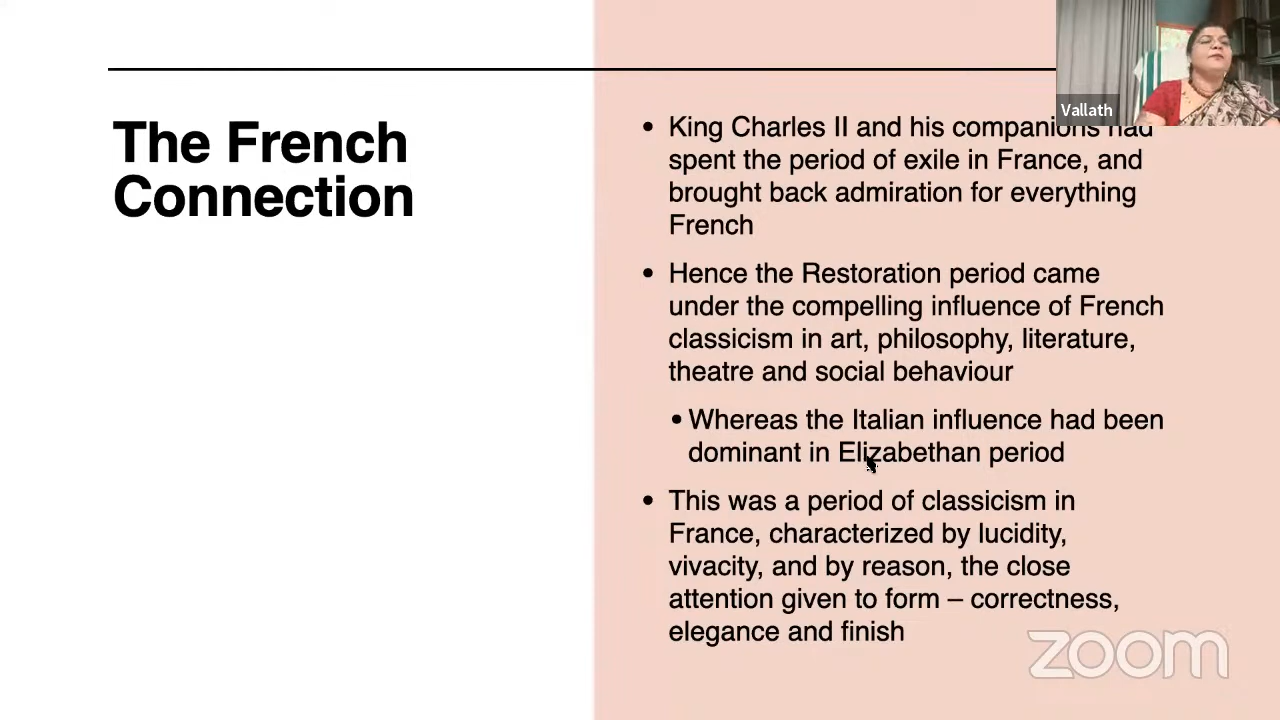 Vallath
The French
Connection
• King Charles II and his companions had
spent the period of exile in France, and
brought back admiration for everything
French
• Hence the Restoration period came
under the compelling influence of French
classicism in art, philosophy, literature,
theatre and social behaviour
• Whereas the Italian influence had been
dominant in Elizabethan period
• This was a period of classicism in
France, characterized by lucidity,
vivacity, and by reason, the close
attention given to form – correctness,
elegance and finish
zoom